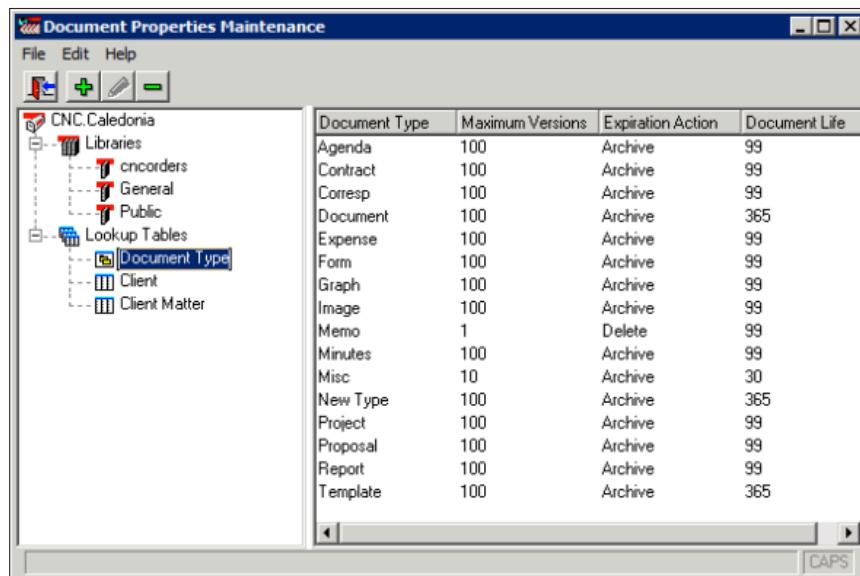 Document Properties Maintenance
File Edit Help
CNC.Caledonia
Libraries
cncorders
General
Public
Lookup Tables
Document Type
Client
Client Matter
Document Type Maximum Versions Expiration Action Document Life
Agenda 100 Archive 99
Contract 100 Archive 99
Corresp 100 Archive 99
Document 100 Archive 365
Expense 100 Archive 99
Form 100 Archive 99
Graph 100 Archive 99
Image 100 Archive 99
Memo 1 Delete 99
Minutes 100 Archive 99
Misc 10 Archive 30
New Type 100 Archive 365
Project 100 Archive 99
Proposal 100 Archive 99
Report 100 Archive 99
Template 100 Archive 365
CAPS